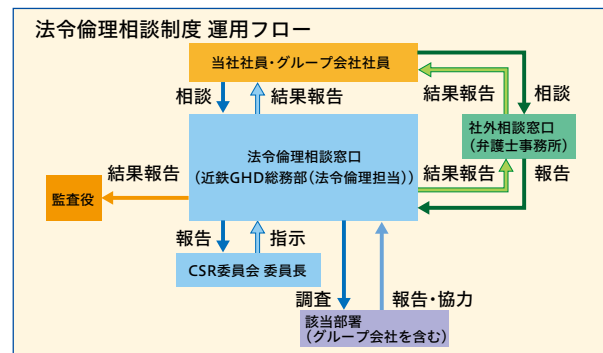 法令倫理相談制度 運用フロー
当社社員・グループ会社社員
相談
結果報告
結果報告
相談
社外相談窓口
（弁護士事務所）
法令倫理相談窓口
（近鉄GHD総務部（法令倫理担当））
結果報告
報告
結果報告
監査役
報告
指示
CSR委員会 委員長
調査
報告・協力
該当部署
（グループ会社を含む）